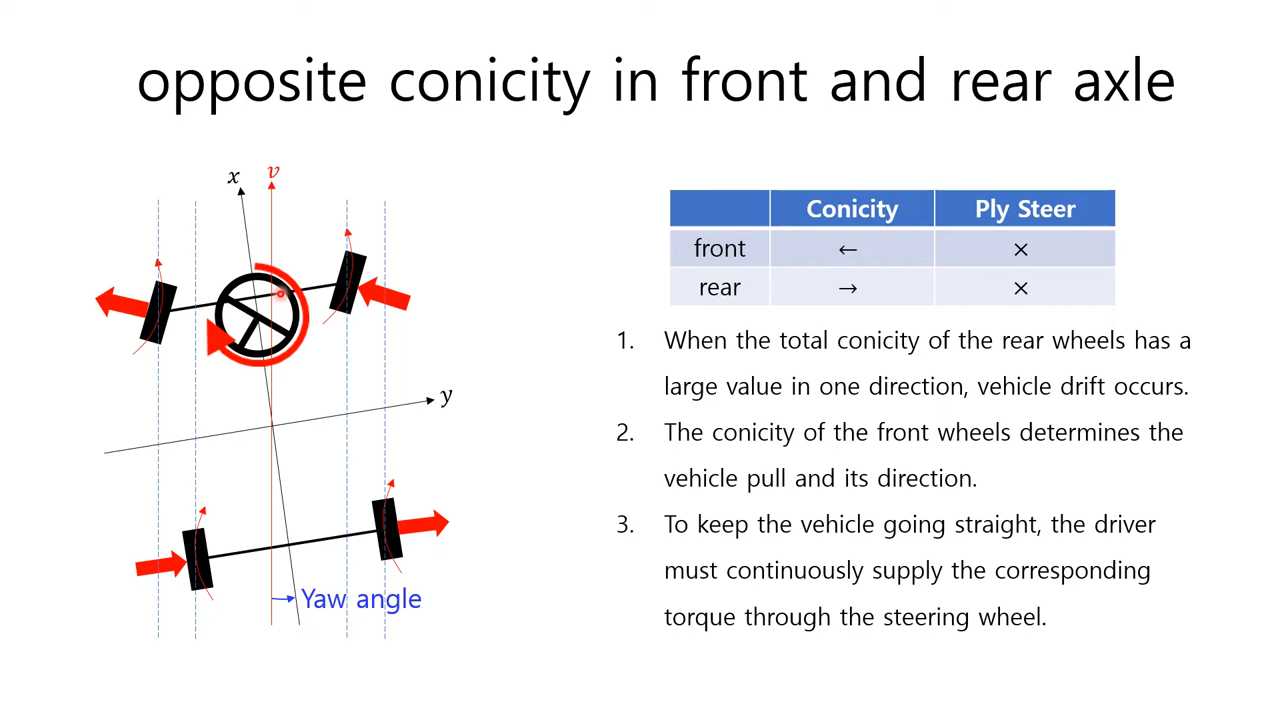 opposite conicity in front and rear axle
x
v
y
Yaw angle
Conicity Ply Steer
front ← ×
rear → ×
1. When the total conicity of the rear wheels has a
large value in one direction, vehicle drift occurs.
2. The conicity of the front wheels determines the
vehicle pull and its direction.
3. To keep the vehicle going straight, the driver
must continuously supply the corresponding
torque through the steering wheel.